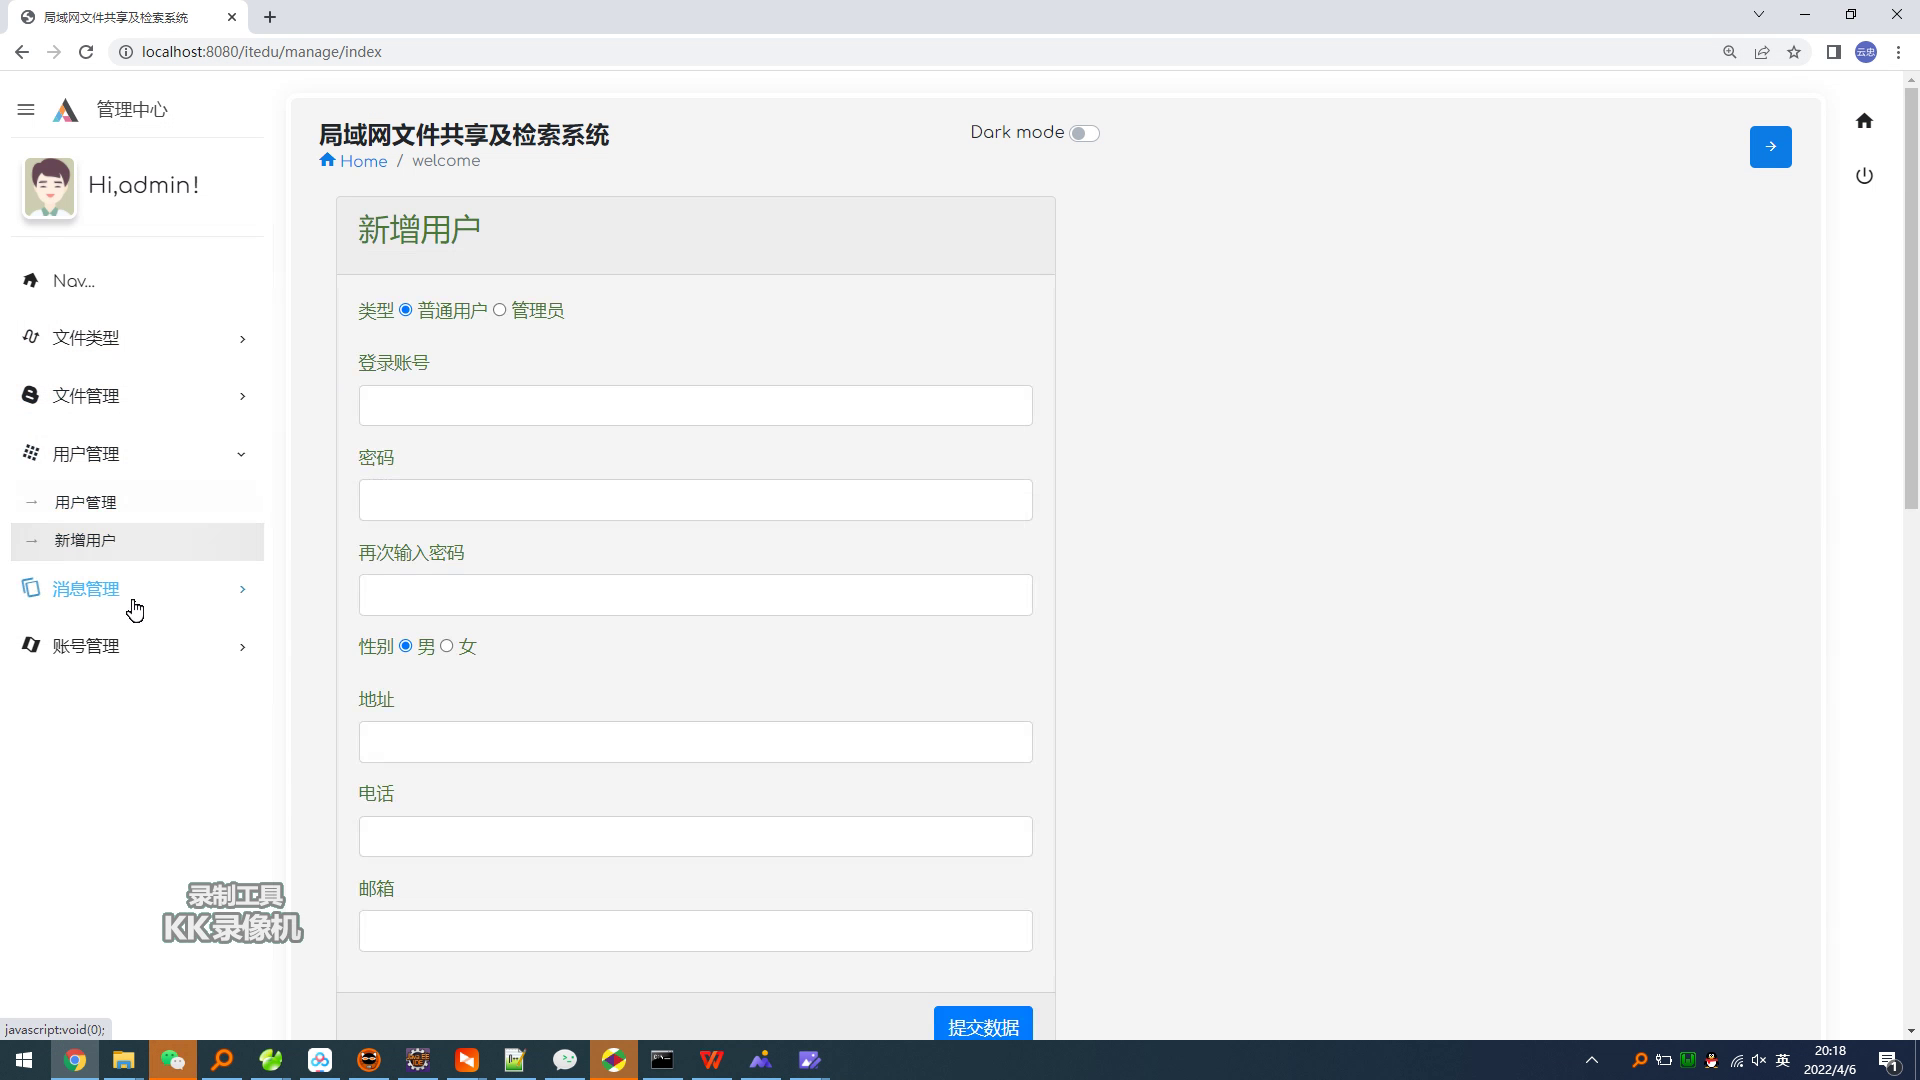 局域网文件共享及检索系统
localhost:8080/itedu/manage/index
云忠
管理中心
局域网文件共享及检索系统
Dark mode
Home / welcome
Hi,admin!
新增用户
Nav...
类型 普通用户 管理员
文件类型
登录账号
文件管理
用户管理
密码
用户管理
新增用户
再次输入密码
消息管理
账号管理
性别 男 女
地址
电话
邮箱
录制工具
KK录像机
提交数据
javascript:void(0);
英
20:18
2022/4/6
1